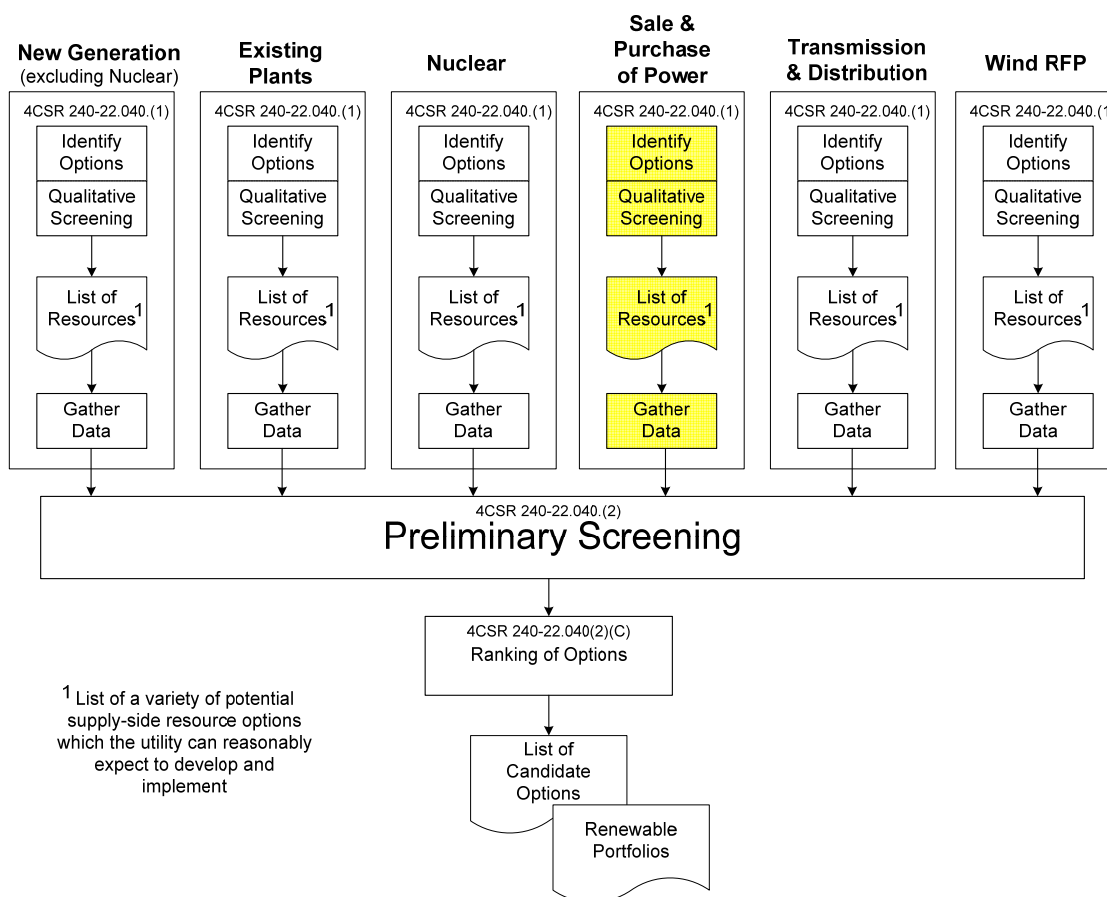 New Generation
(excluding Nuclear)
4CSR 240-22.040.(1)
Identify
Options
Qualitative
Screening
List of
Resources1
Gather
Data
Existing
Plants
4CSR 240-22.040.(1)
Identify
Options
Qualitative
Screening
List of
Resources1
Gather
Data
Nuclear
4CSR 240-22.040.(1)
Identify
Options
Qualitative
Screening
List of
Resources1
Gather
Data
Sale &
Purchase
of Power
4CSR 240-22.040.(1)
Identify
Options
Qualitative
Screening
List of
Resources1
Gather
Data
Transmission
& Distribution
4CSR 240-22.040.(1)
Identify
Options
Qualitative
Screening
List of
Resources1
Gather
Data
Wind RFP
4CSR 240-22.040.(1
Identify
Options
Qualitative
Screening
List of
Resources1
Gather
Data
4CSR 240-22.040.(2)
Preliminary Screening
4CSR 240-22.040(2)(C)
Ranking of Options
List of
Candidate
Options
Renewable
Portfolios
1 List of a variety of potential
supply-side resource options
which the utility can reasonably
expect to develop and
implement